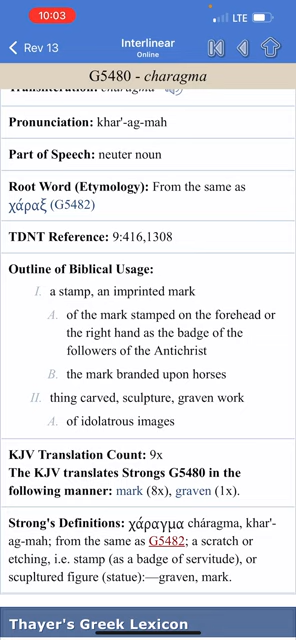 10:03
LTE
Rev 13
Interlinear
Online
G5480 - charagma
Transliteration: charagma
Pronunciation: khar'-ag-mah
Part of Speech: neuter noun
Root Word (Etymology): From the same as
χάραξ (G5482)
TDNT Reference: 9:416,1308
Outline of Biblical Usage:
I. a stamp, an imprinted mark
A. of the mark stamped on the forehead or
the right hand as the badge of the
followers of the Antichrist
B. the mark branded upon horses
II. thing carved, sculpture, graven work
A. of idolatrous images
KJV Translation Count: 9x
The KJV translates Strongs G5480 in the
following manner: mark (8x), graven (1x).
Strong's Definitions: χάραγμα cháragma, khar'-
ag-mah; from the same as G5482; a scratch or
etching, i.e. stamp (as a badge of servitude), or
scupltured figure (statue):—graven, mark.
Thayer's Greek Lexicon